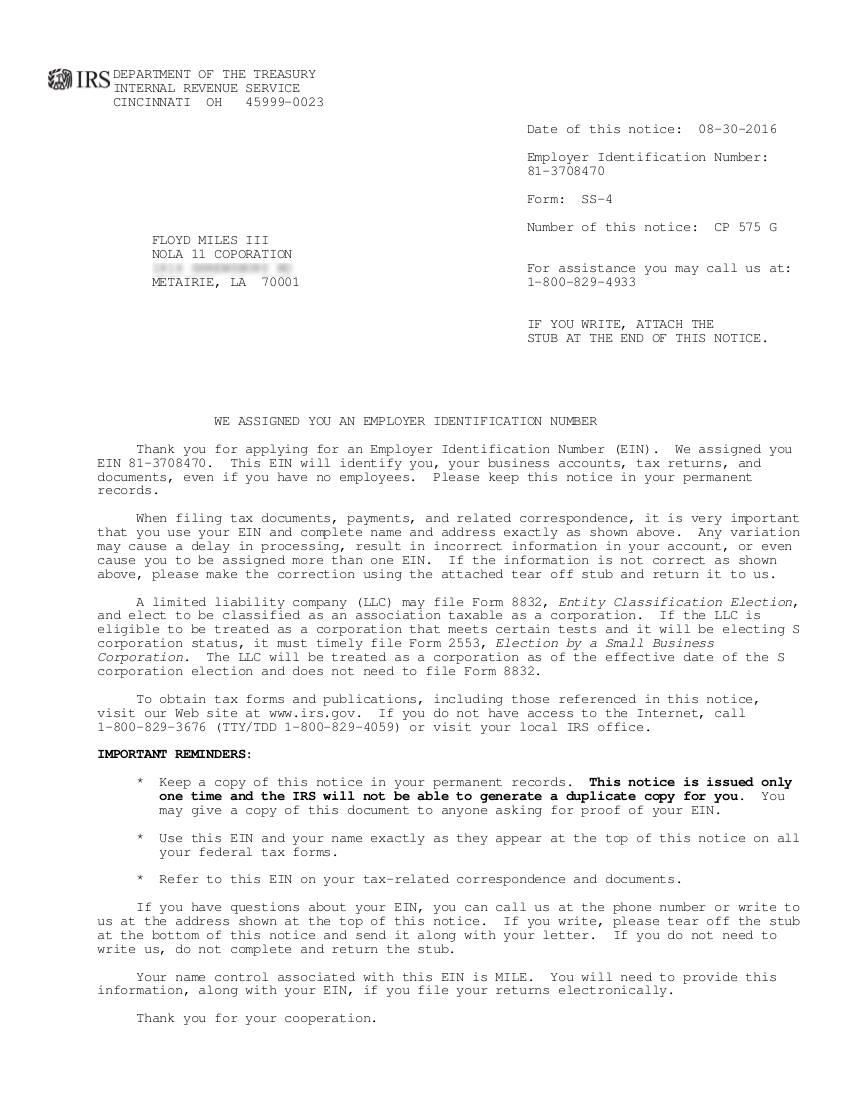 IRS DEPARTMENT OF THE TREASURY
INTERNAL REVENUE SERVICE
CINCINNATI OH 45999-0023
Date of this notice: 08-30-2016
Employer Identification Number:
81-3708470
Form: SS-4
Number of this notice: CP 575 G
FLOYD MILES III
NOLA 11 COPORATION
METAIRIE, LA 70001
For assistance you may call us at:
1-800-829-4933
IF YOU WRITE, ATTACH THE
STUB AT THE END OF THIS NOTICE.
WE ASSIGNED YOU AN EMPLOYER IDENTIFICATION NUMBER
Thank you for applying for an Employer Identification Number (EIN). We assigned you
EIN 81-3708470. This EIN will identify you, your business accounts, tax returns, and
documents, even if you have no employees. Please keep this notice in your permanent
records.
When filing tax documents, payments, and related correspondence, it is very important
that you use your EIN and complete name and address exactly as shown above. Any variation
may cause a delay in processing, result in incorrect information in your account, or even
cause you to be assigned more than one EIN. If the information is not correct as shown
above, please make the correction using the attached tear off stub and return it to us.
A limited liability company (LLC) may file Form 8832, Entity Classification Election,
and elect to be classified as an association taxable as a corporation. If the LLC is
eligible to be treated as a corporation that meets certain tests and it will be electing S
corporation status, it must timely file Form 2553, Election by a Small Business
Corporation. The LLC will be treated as a corporation as of the effective date of the S
corporation election and does not need to file Form 8832.
To obtain tax forms and publications, including those referenced in this notice,
visit our Web site at www.irs.gov. If you do not have access to the Internet, call
1-800-829-3676 (TTY/TDD 1-800-829-4059) or visit your local IRS office.
IMPORTANT REMINDERS:
* Keep a copy of this notice in your permanent records. This notice is issued only
one time and the IRS will not be able to generate a duplicate copy for you. You
may give a copy of this document to anyone asking for proof of your EIN.
* Use this EIN and your name exactly as they appear at the top of this notice on all
your federal tax forms.
* Refer to this EIN on your tax-related correspondence and documents.
If you have questions about your EIN, you can call us at the phone number or write to
us at the address shown at the top of this notice. If you write, please tear off the stub
at the bottom of this notice and send it along with your letter. If you do not need to
write us, do not complete and return the stub.
Your name control associated with this EIN is MILE. You will need to provide this
information, along with your EIN, if you file your returns electronically.
Thank you for your cooperation.